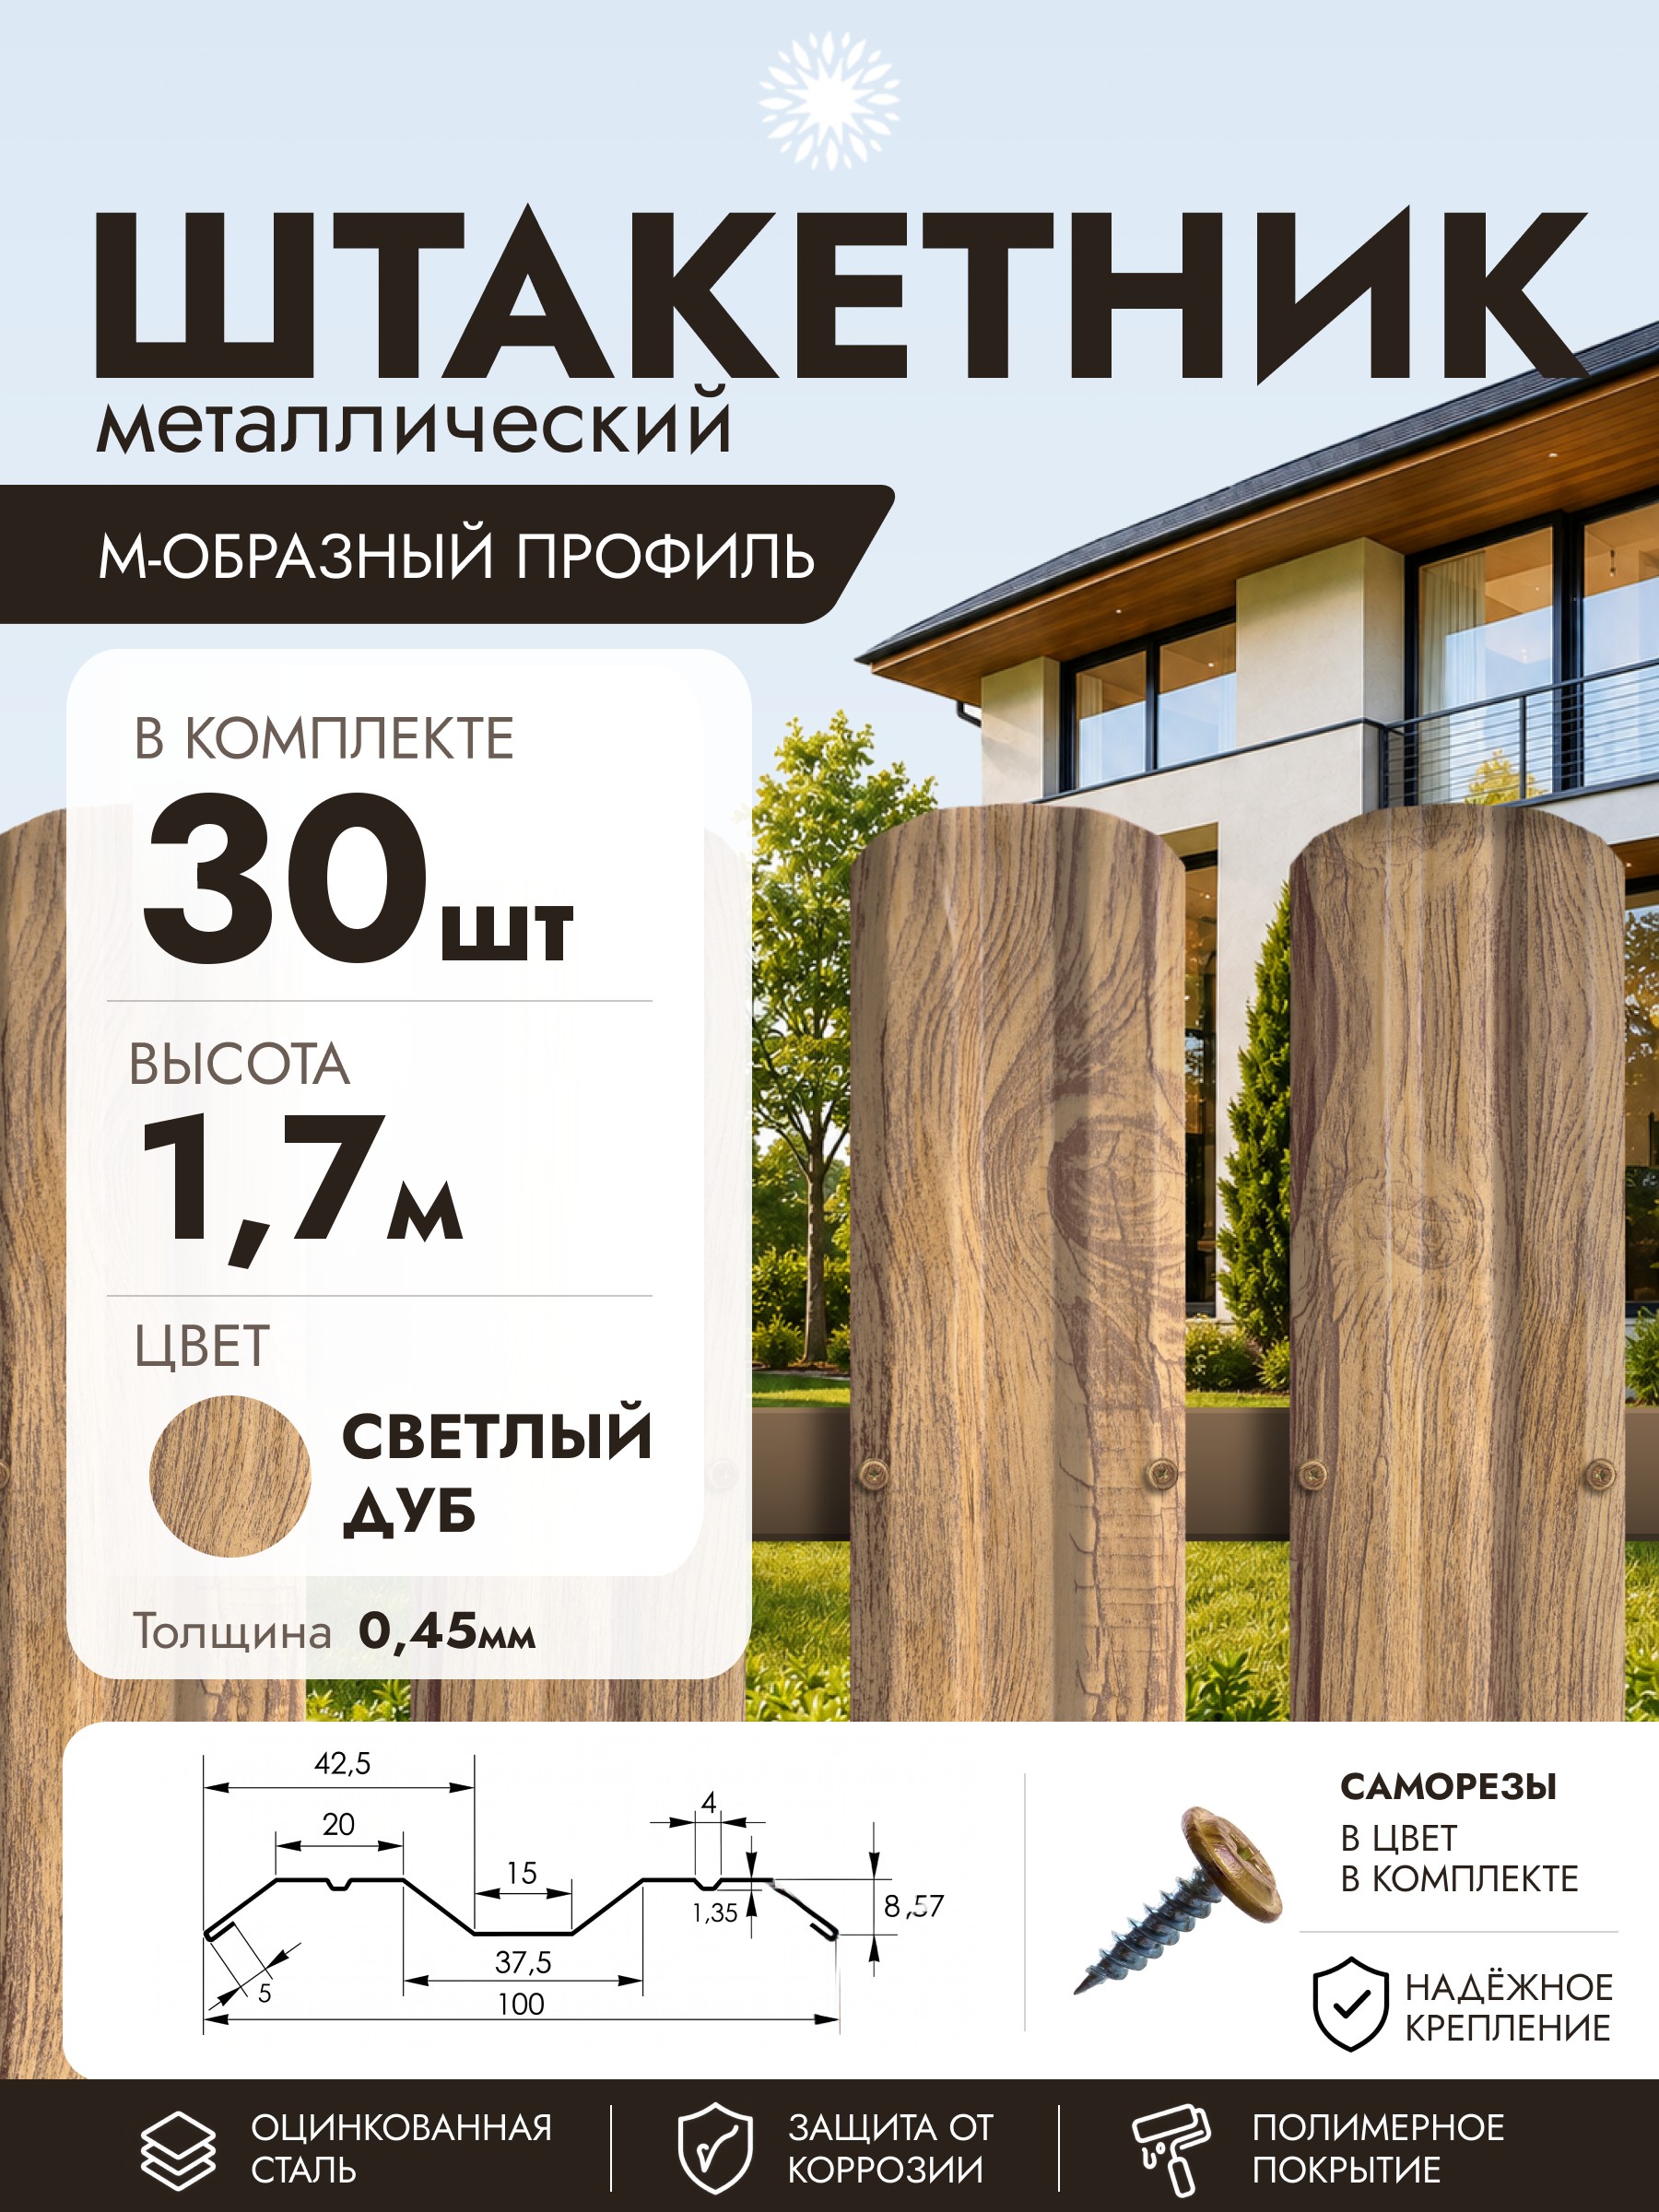 ШТАКЕТНИК
металлический
М-ОБРАЗНЫЙ ПРОФИЛЬ
В КОМПЛЕКТЕ
30шт
ВЫСОТА
1,7м
ЦВЕТ
СВЕТЛЫЙ
ДУБ
Толщина 0,45мм
42,5
20
15
4
1,35
8,57
37,5
5
100
САМОРЕЗЫ
В ЦВЕТ
В КОМПЛЕКТЕ
НАДЁЖНОЕ
КРЕПЛЕНИЕ
ОЦИНКОВАННАЯ
СТАЛЬ
ЗАЩИТА ОТ
КОРРОЗИИ
ПОЛИМЕРНОЕ
ПОКРЫТИЕ